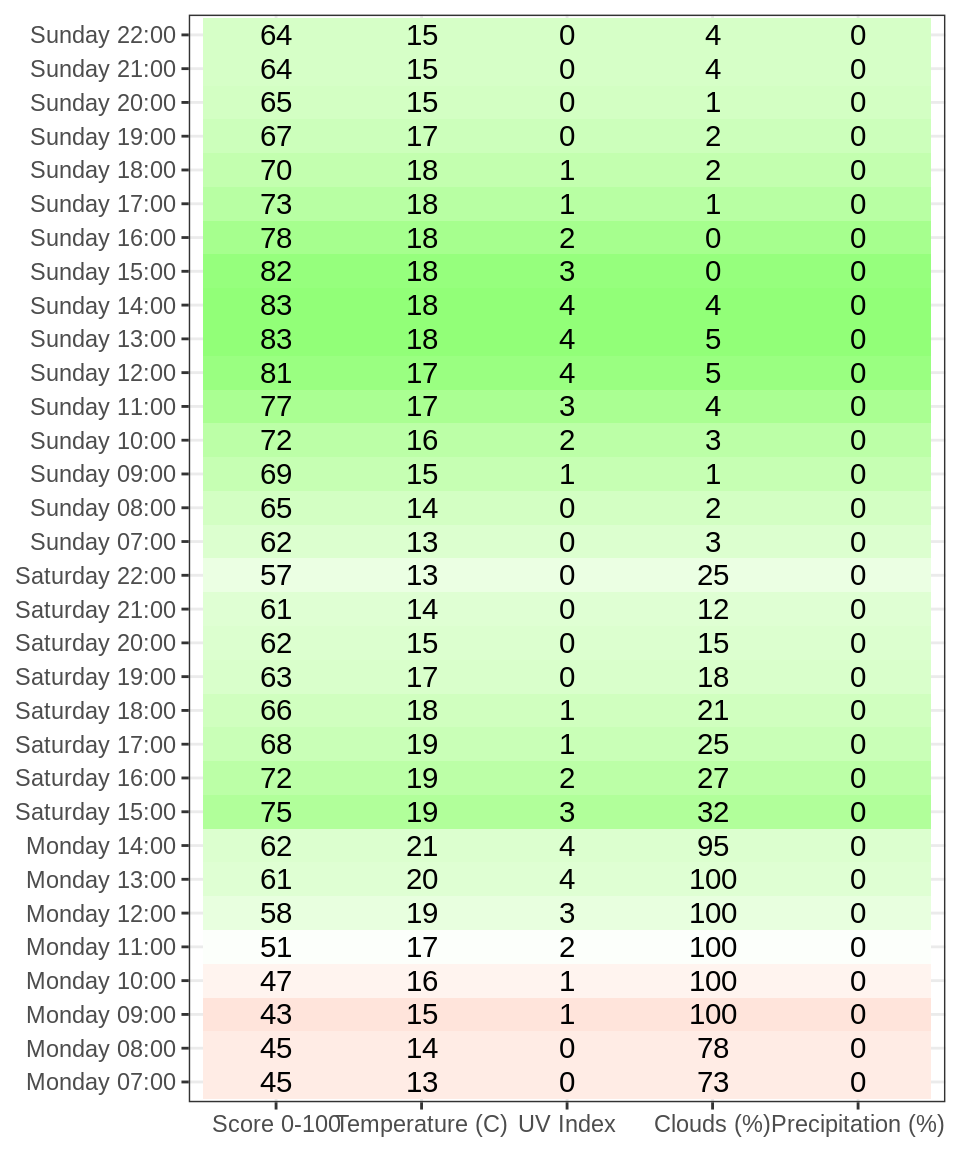 Sunday 22:00 64 15 0 4 0
Sunday 21:00 64 15 0 4 0
Sunday 20:00 65 15 0 1 0
Sunday 19:00 67 17 0 2 0
Sunday 18:00 70 18 1 2 0
Sunday 17:00 73 18 1 1 0
Sunday 16:00 78 18 2 0 0
Sunday 15:00 82 18 3 0 0
Sunday 14:00 83 18 4 4 0
Sunday 13:00 83 18 4 5 0
Sunday 12:00 81 17 4 5 0
Sunday 11:00 77 17 3 4 0
Sunday 10:00 72 16 2 3 0
Sunday 09:00 69 15 1 1 0
Sunday 08:00 65 14 0 2 0
Sunday 07:00 62 13 0 3 0
Saturday 22:00 57 13 0 25 0
Saturday 21:00 61 14 0 12 0
Saturday 20:00 62 15 0 15 0
Saturday 19:00 63 17 0 18 0
Saturday 18:00 66 18 1 21 0
Saturday 17:00 68 19 1 25 0
Saturday 16:00 72 19 2 27 0
Saturday 15:00 75 19 3 32 0
Monday 14:00 62 21 4 95 0
Monday 13:00 61 20 4 100 0
Monday 12:00 58 19 3 100 0
Monday 11:00 51 17 2 100 0
Monday 10:00 47 16 1 100 0
Monday 09:00 43 15 1 100 0
Monday 08:00 45 14 0 78 0
Monday 07:00 45 13 0 73 0
Score 0-100 Temperature (C) UV Index Clouds (%) Precipitation (%)